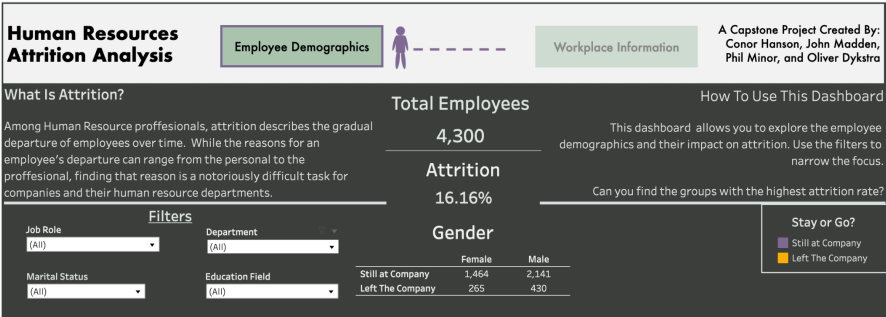 Human Resources
Attrition Analysis
Employee Demographics
Workplace Information
A Capstone Project Created By:
Conor Hanson, John Madden,
Phil Minor, and Oliver Dykstra
What Is Attrition?
Among Human Resource proffesionals, attrition describes the gradual
departure of employees over time. While the reasons for an
employee's departure can range from the personal to the
proffesional, finding that reason is a notoriously difficult task for
companies and their human resource departments.
Total Employees
4,300
Attrition
16.16%
How To Use This Dashboard
This dashboard allows you to explore the employee
demographics and their impact on attrition. Use the filters to
narrow the focus.
Can you find the groups with the highest attrition rate?
Filters
Job Role
(All)
Department
(All)
Marital Status
(All)
Education Field
(All)
Gender
Female Male
Still at Company 1,464 2,141
Left The Company 265 430
Stay or Go?
Still at Company
Left The Company